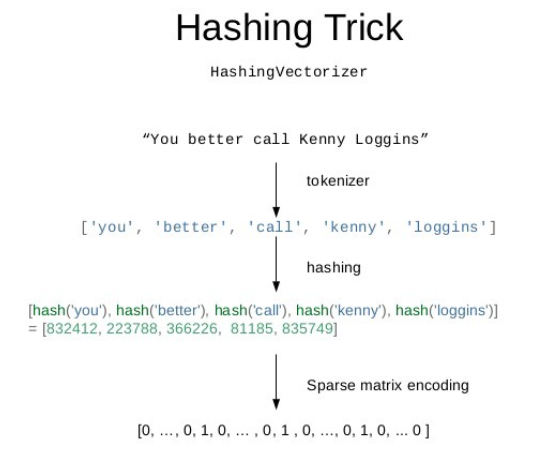 Hashing Trick
HashingVectorizer
“You better call Kenny Loggins”
tokenizer
['you', 'better', 'call', 'kenny', 'loggins']
hashing
[hash('you'), hash('better'), hash('call'), hash('kenny'), hash('loggins')]
= [832412, 223788, 366226,  81185, 835749]
Sparse matrix encoding
[0, …, 0, 1, 0, … , 0, 1 , 0, …, 0, 1, 0, ... 0 ]